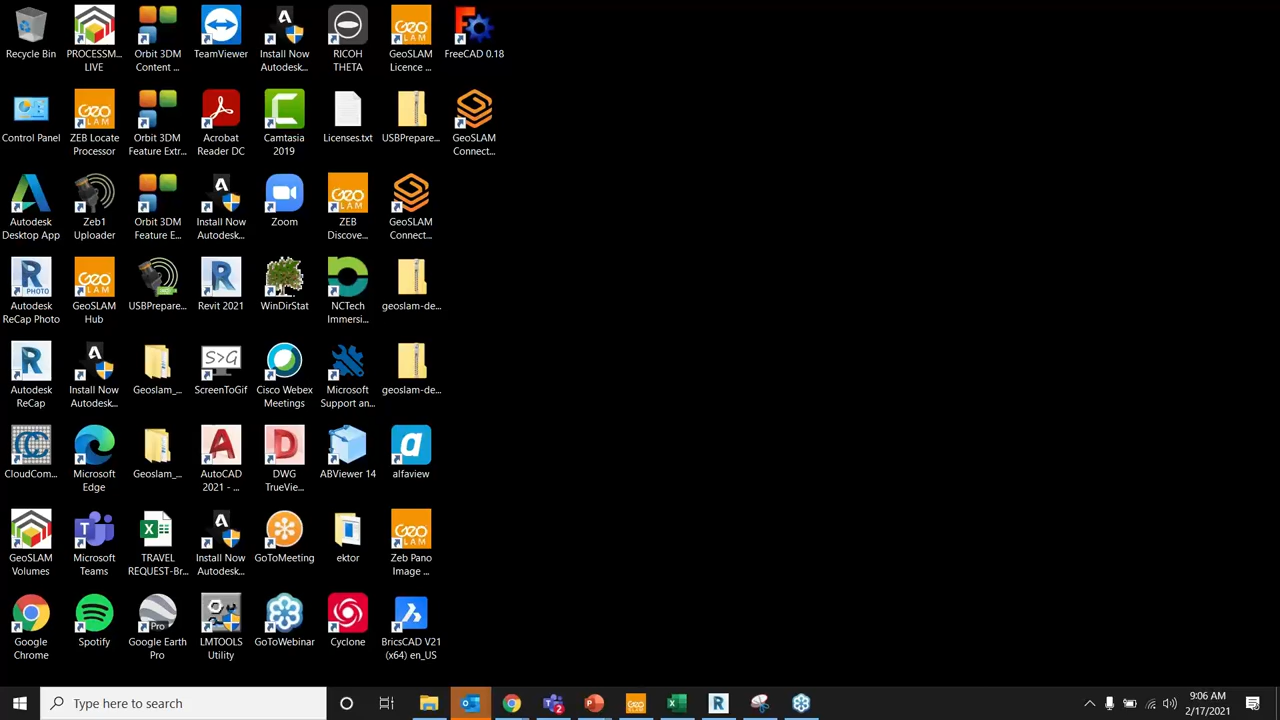 Recycle Bin
PROCESSM...
LIVE
Orbit 3DM
Content ...
TeamViewer
Install Now
Autodesk...
RICOH
THETA
GeoSLAM
Licence ...
FreeCAD 0.18
Control Panel
ZEB Locate
Processor
Orbit 3DM
Feature Extr...
Acrobat
Reader DC
Camtasia
2019
Licenses.txt
USBPrepare...
GeoSLAM
Connect...
Autodesk
Desktop App
Zeb1
Uploader
Orbit 3DM
Feature E...
Install Now
Autodesk...
Zoom
ZEB
Discove...
GeoSLAM
Connect...
PHOTO
Autodesk
ReCap Photo
GeoSLAM
Hub
USBPrepare...
Revit 2021
WinDirStat
NCTech
Immersi...
geoslam-de...
Autodesk
ReCap
Install Now
Autodesk...
Geoslam_...
S>G
ScreenToGif
Cisco Webex
Meetings
Microsoft
Support an...
geoslam-de...
CloudCom...
Microsoft
Edge
Geoslam_...
AutoCAD
2021 - ...
DWG
TrueVie...
ABViewer 14
alfaview
GeoSLAM
Volumes
Microsoft
Teams
TRAVEL
REQUEST-Br...
Install Now
Autodesk...
GoToMeeting
ektor
Zeb Pano
Image ...
Google
Chrome
Spotify
Pro
Google Earth
Pro
LMTOOLS
Utility
GoToWebinar
Cyclone
BricsCAD V21
(x64) en_US
Type here to search
9:06 AM
2/17/2021